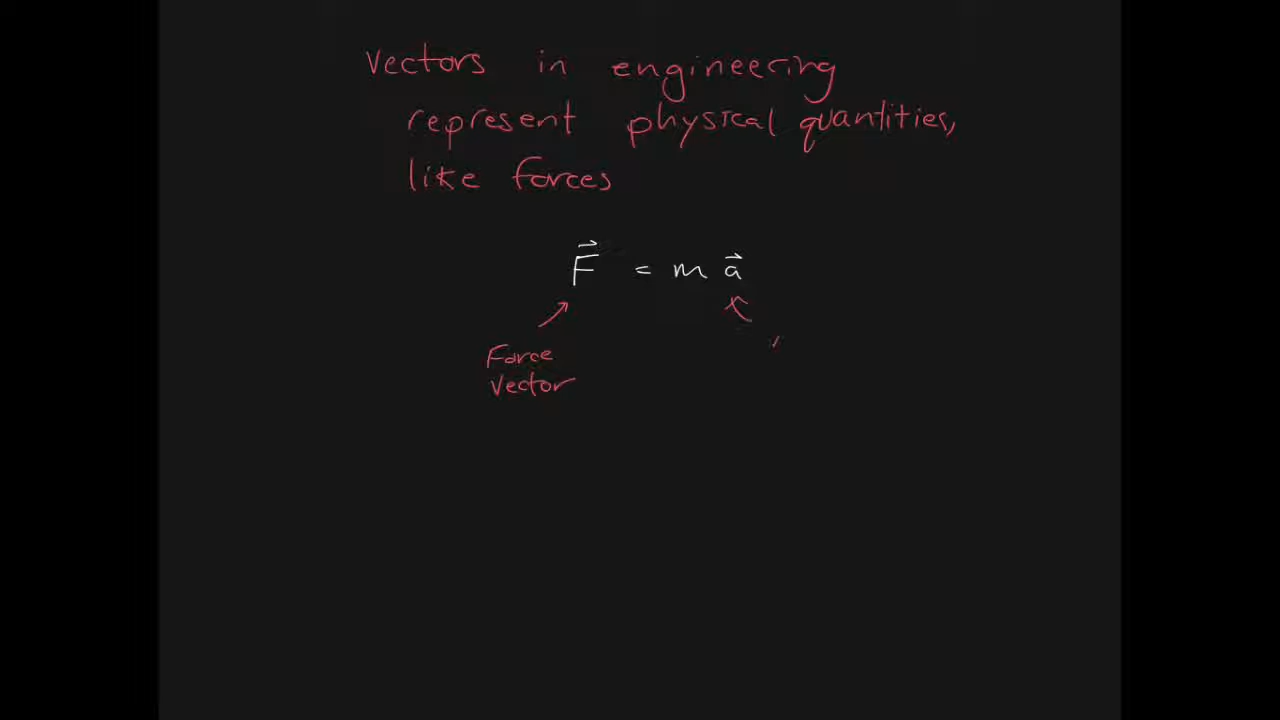 Vectors in engineering
represent physical quantities,
like forces
F⃗ = m a⃗
Force
Vector